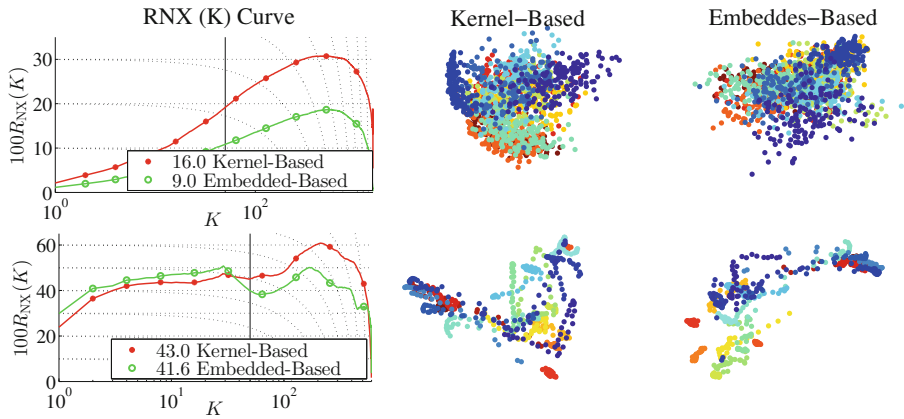 RNX (K) Curve
Kernel-Based
Embeddes-Based
100R_NX(K)
30
20
10
0
16.0 Kernel-Based
9.0 Embedded-Based
10^0
10^2
K
100R_NX(K)
60
40
20
0
43.0 Kernel-Based
41.6 Embedded-Based
10^0
10^2
K